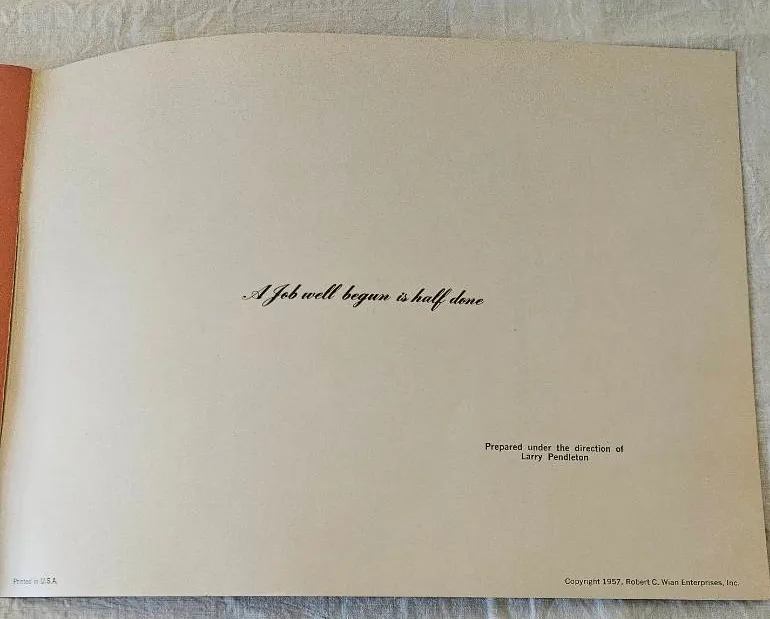 A Job well begun is half done
Prepared under the direction of
Larry Pendleton
Printed in U.S.A.
Copyright 1957, Robert C. Wian Enterprises, Inc.